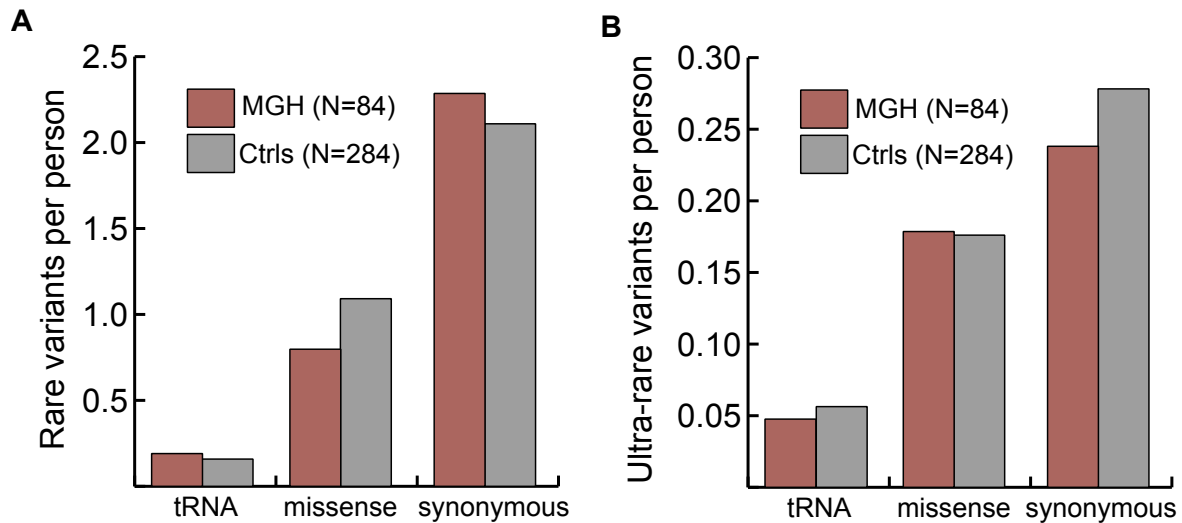 A
Rare variants per person
2.5
2.0
1.5
1.0
0.5
MGH (N=84)
Ctrls (N=284)
tRNA
missense
synonymous
B
Ultra-rare variants per person
0.30
0.25
0.20
0.15
0.10
0.05
MGH (N=84)
Ctrls (N=284)
tRNA
missense
synonymous